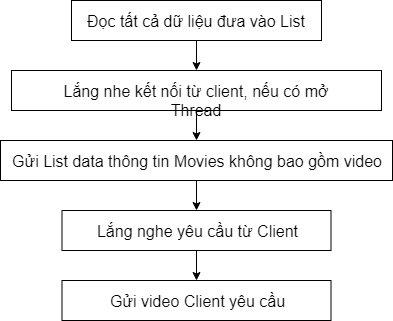 Đọc tất cả dữ liệu đưa vào List
Lắng nhe kết nối từ client, nếu có mở
Thread
Gửi List data thông tin Movies không bao gồm video
Lắng nghe yêu cầu từ Client
Gửi video Client yêu cầu